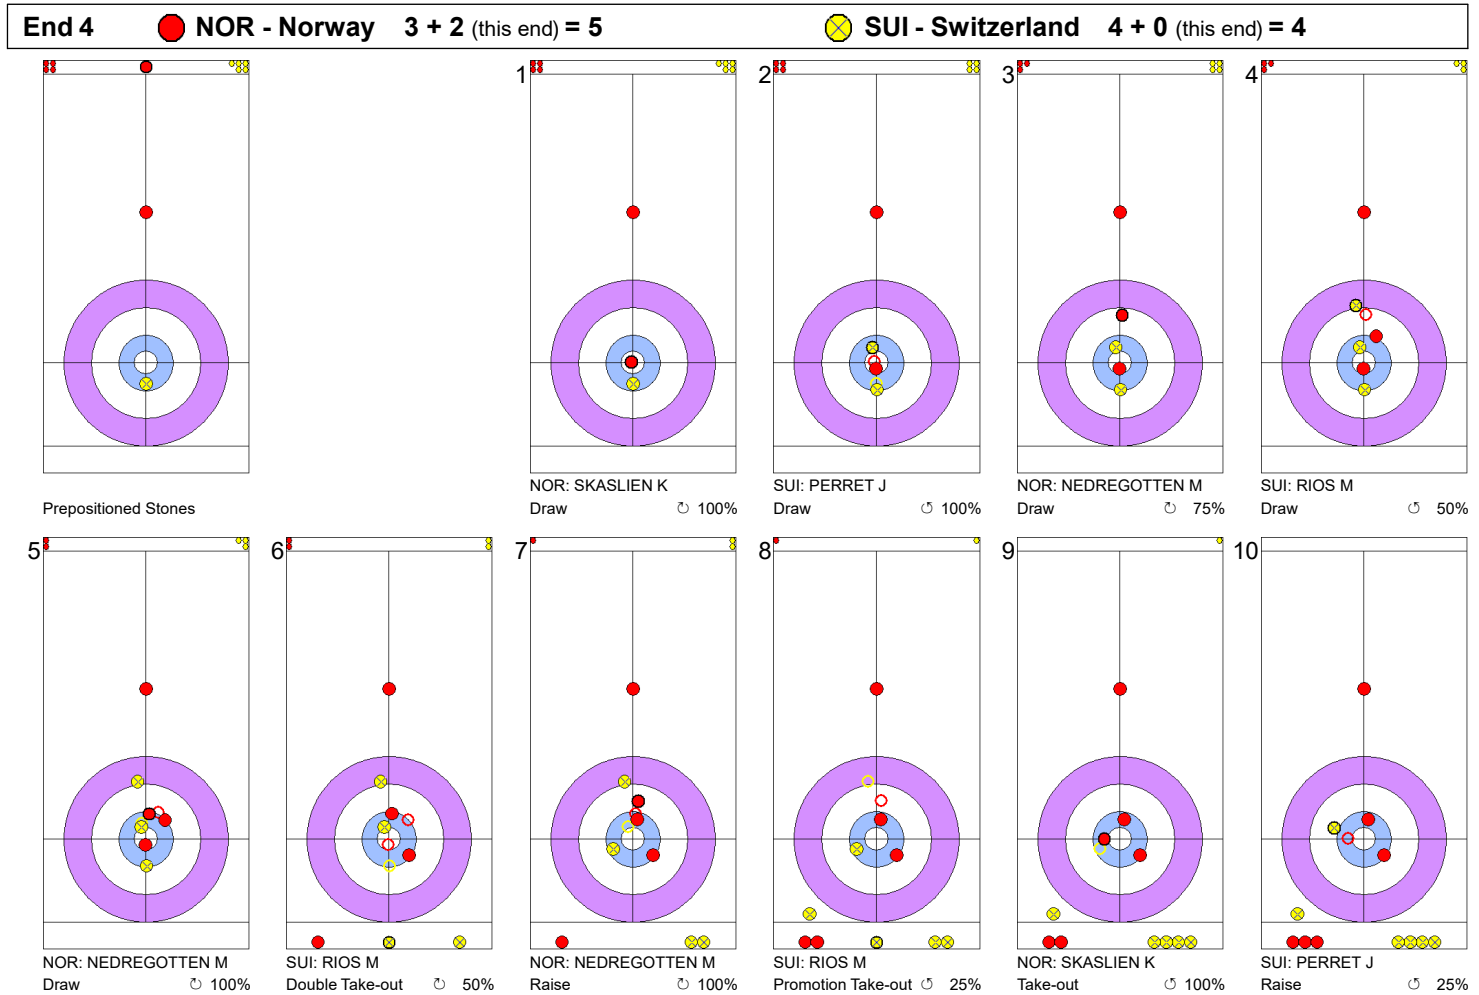 End 4 NOR - Norway 3 + 2 (this end) = 5 SUI - Switzerland 4 + 0 (this end) = 4
1 2 3 4
NOR: SKASLIEN K SUI: PERRET J NOR: NEDREGOTTEN M SUI: RIOS M
Prepositioned Stones Draw ↻ 100% Draw ↺ 100% Draw ↻ 75% Draw ↺ 50%
5 6 7 8 9 10
NOR: NEDREGOTTEN M SUI: RIOS M NOR: NEDREGOTTEN M SUI: RIOS M NOR: SKASLIEN K SUI: PERRET J
Draw ↻ 100% Double Take-out ↻ 50% Raise ↻ 100% Promotion Take-out ↺ 25% Take-out ↻ 100% Raise ↺ 25%